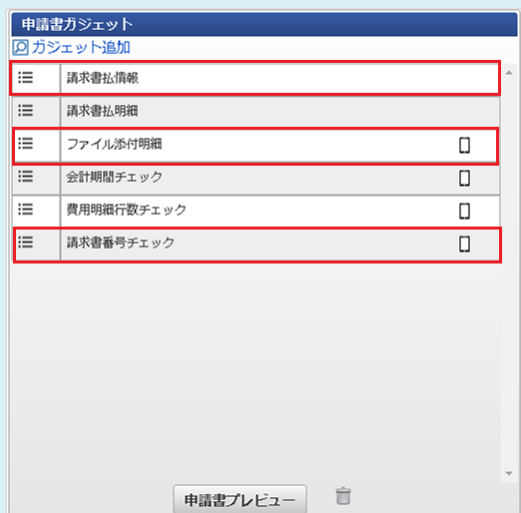 申請書ガジェット
ガジェット追加
請求書払情報
請求書払明細
ファイル添付明細
会計期間チェック
費用明細行数チェック
請求書番号チェック
申請書プレビュー